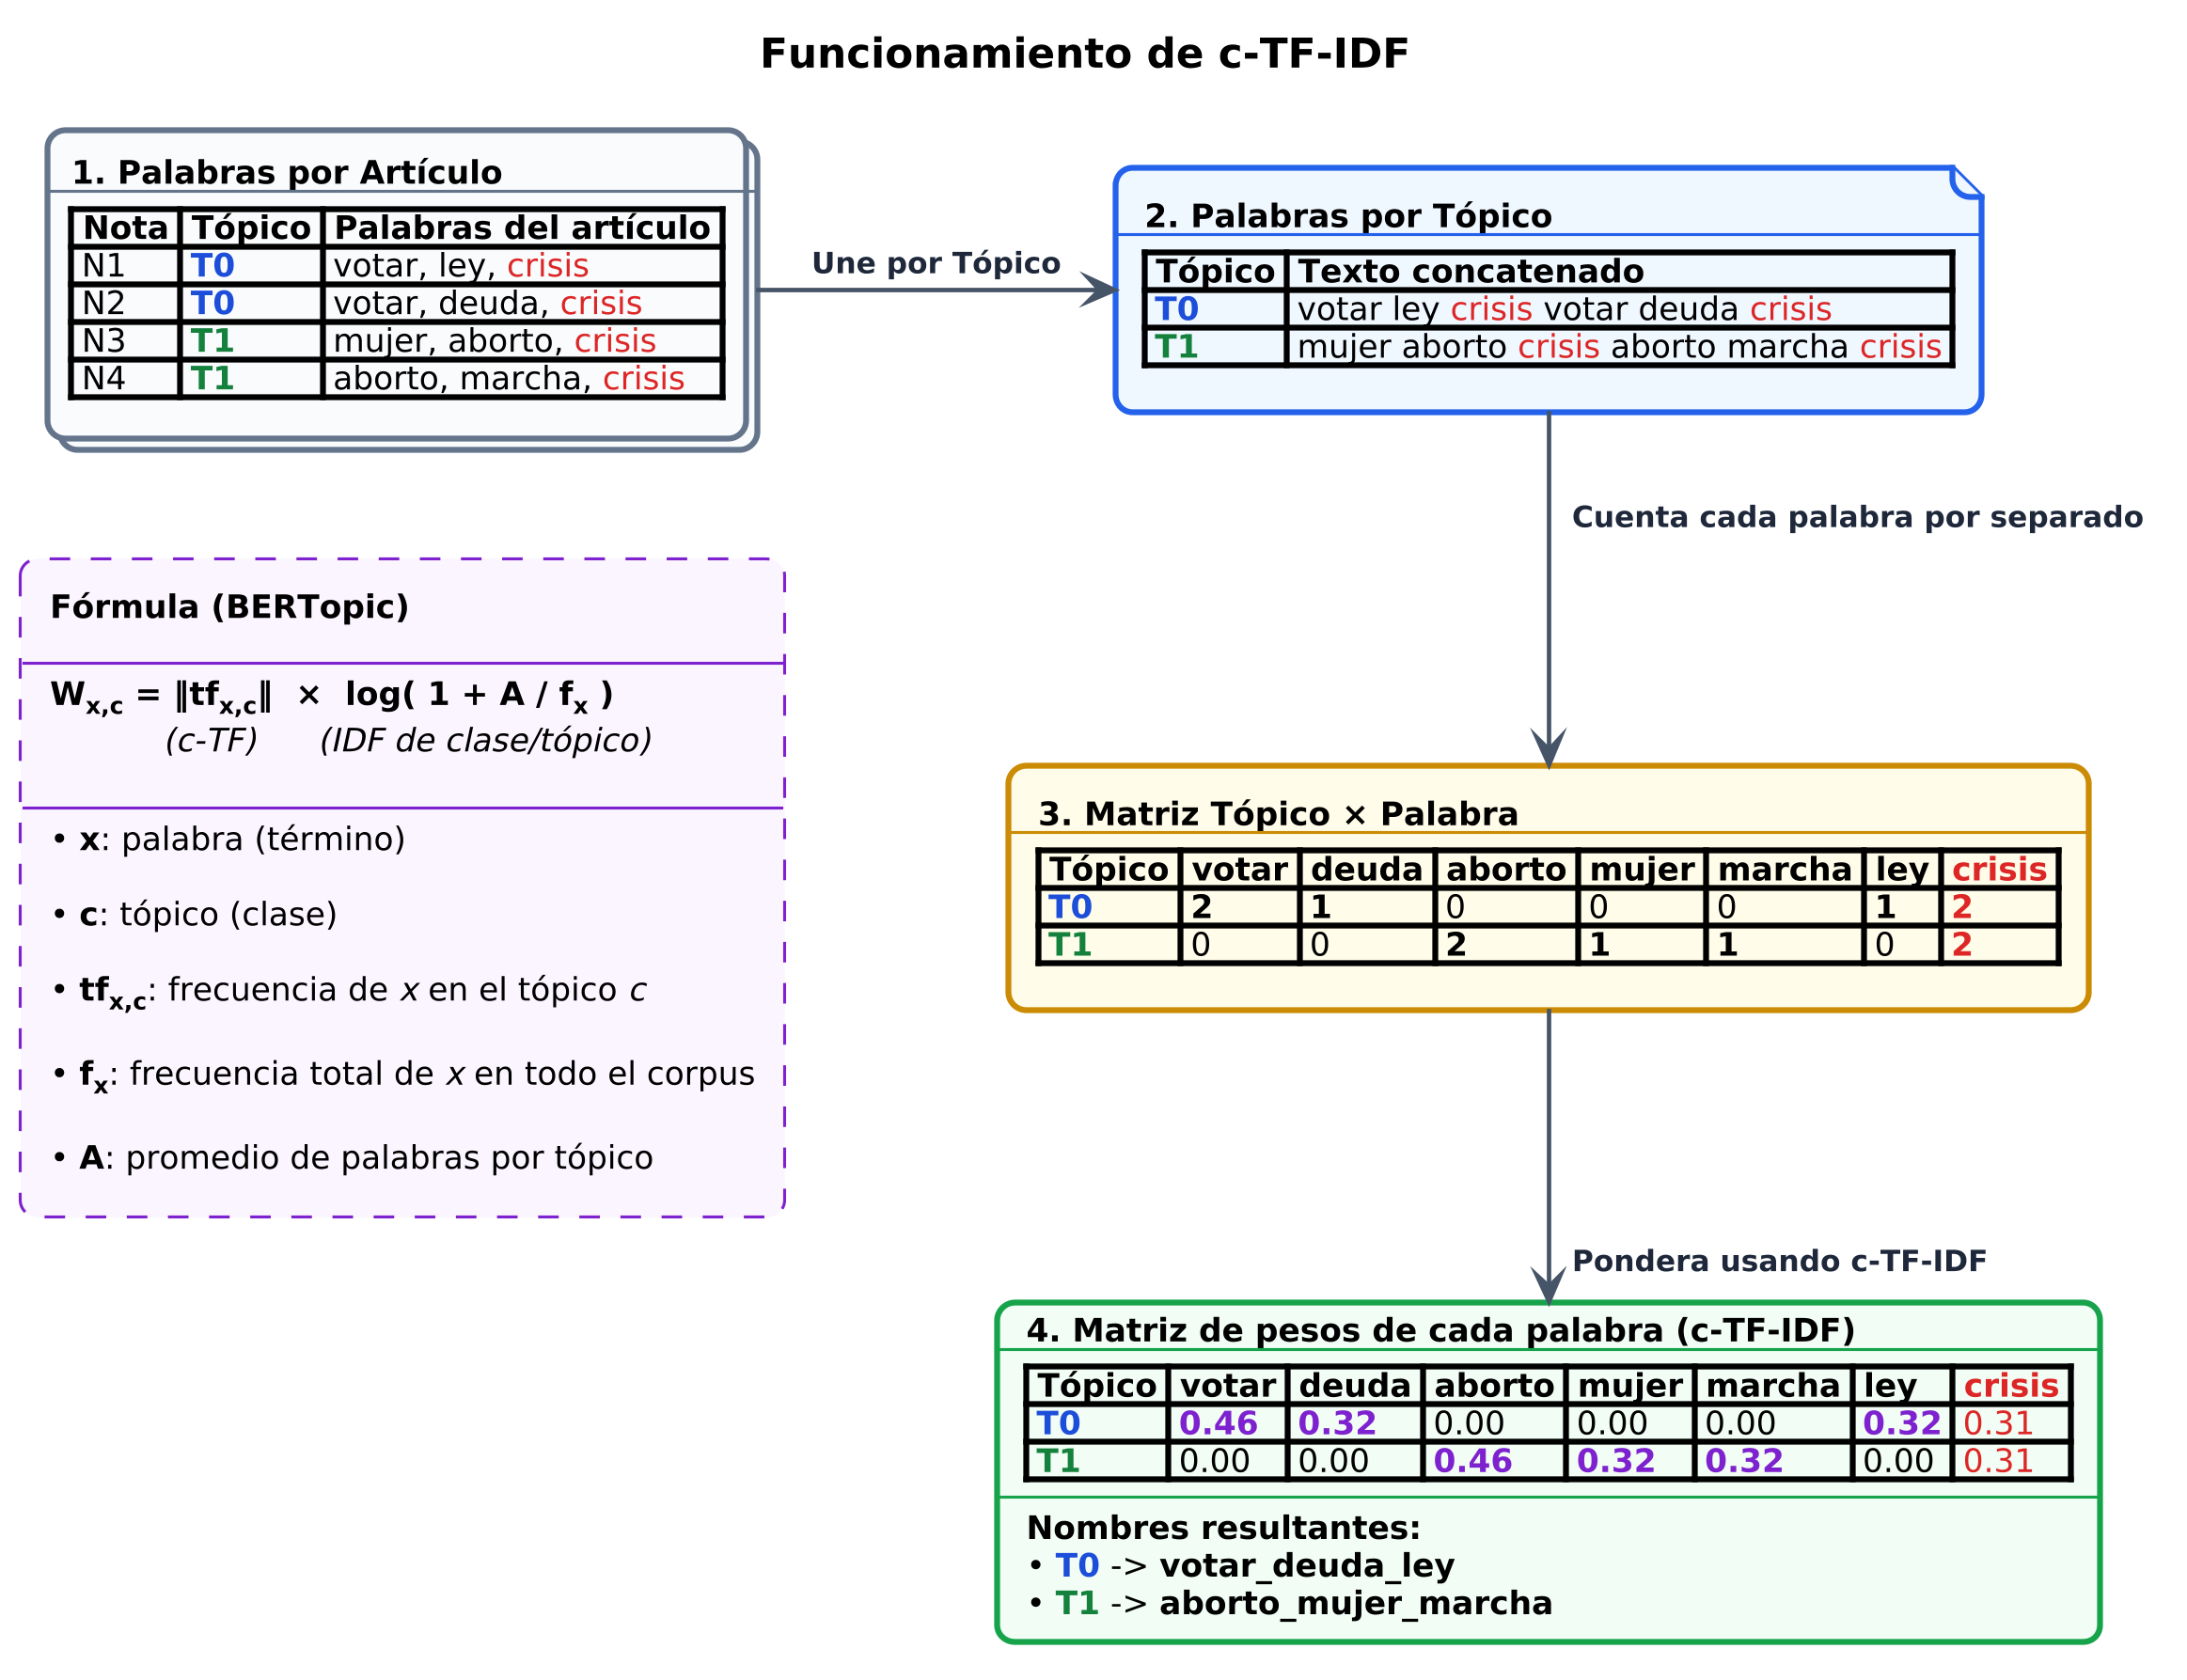 Funcionamiento de c-TF-IDF
1. Palabras por Artículo
Nota Tópico Palabras del artículo
N1 T0 votar, ley, crisis
N2 T0 votar, deuda, crisis
N3 T1 mujer, aborto, crisis
N4 T1 aborto, marcha, crisis
Une por Tópico
2. Palabras por Tópico
Tópico Texto concatenado
T0 votar ley crisis votar deuda crisis
T1 mujer aborto crisis aborto marcha crisis
Cuenta cada palabra por separado
Fórmula (BERTopic)
Wx,c = ‖tfx,c‖ × log( 1 + A / fx )
(c-TF) (IDF de clase/tópico)
• x: palabra (término)
• c: tópico (clase)
• tfx,c: frecuencia de x en el tópico c
• fx: frecuencia total de x en todo el corpus
• A: promedio de palabras por tópico
3. Matriz Tópico × Palabra
Tópico votar deuda aborto mujer marcha ley crisis
T0 2 1 0 0 0 1 2
T1 0 0 2 1 1 0 2
Pondera usando c-TF-IDF
4. Matriz de pesos de cada palabra (c-TF-IDF)
Tópico votar deuda aborto mujer marcha ley crisis
T0 0.46 0.32 0.00 0.00 0.00 0.32 0.31
T1 0.00 0.00 0.46 0.32 0.32 0.00 0.31
Nombres resultantes:
• T0 -> votar_deuda_ley
• T1 -> aborto_mujer_marcha